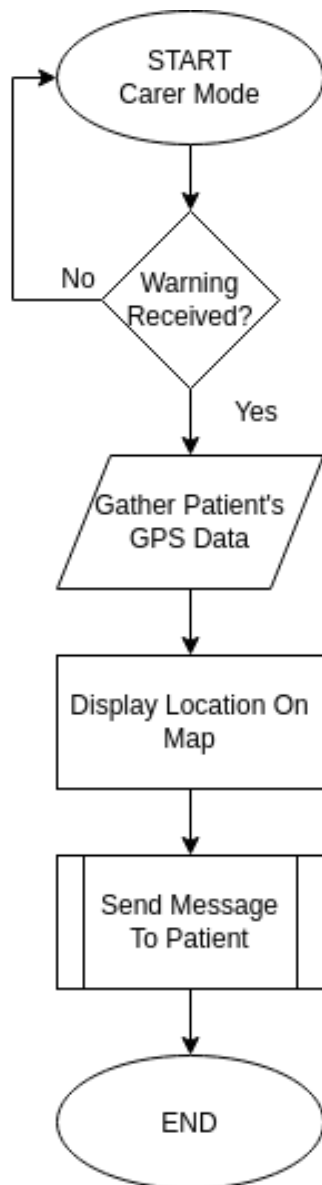 START
Carer Mode
No
Warning
Received?
Yes
Gather Patient's
GPS Data
Display Location On
Map
Send Message
To Patient
END